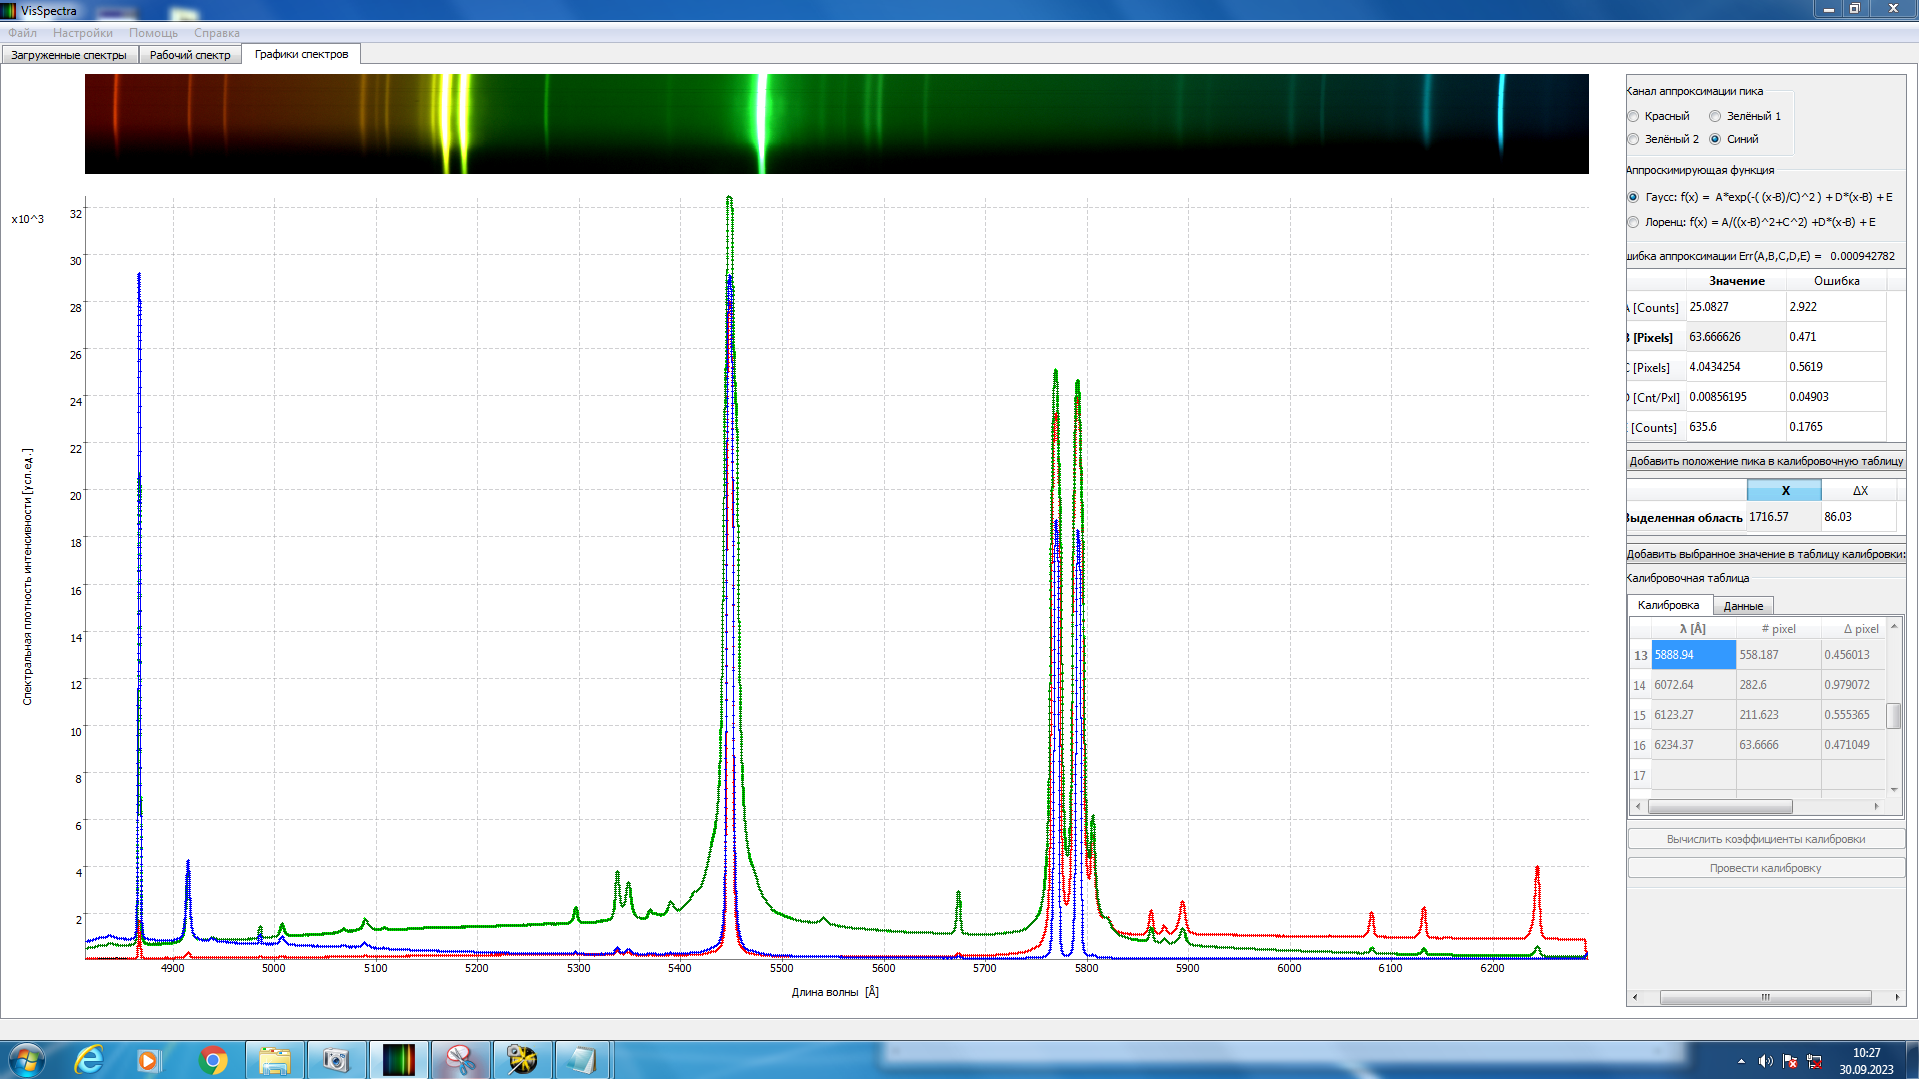 VisSpectra
Файл Настройки Помощь Справка
Загруженные спектры Рабочий спектр Графики спектров
x10^3
32
30
28
26
24
22
20
18
16
14
12
10
8
6
4
2
Спектральная плотность интенсивности [усл.ед.]
4900 5000 5100 5200 5300 5400 5500 5600 5700 5800 5900 6000 6100 6200
Длина волны [Å]
Канал аппроксимации пика
Красный Зелёный 1
Зелёный 2 Синий
Аппроскимирующая функция
Гаусс: f(x) = A*exp(-( (x-B)/C)^2 ) + D*(x-B) + E
Лоренц: f(x) = A/((x-B)^2+C^2) +D*(x-B) + E
шибка аппроксимации Err(A,B,C,D,E) = 0.000942782
Значение Ошибка
A [Counts] 25.0827 2.922
B [Pixels] 63.666626 0.471
C [Pixels] 4.0434254 0.5619
D [Cnt/Pxl] 0.00856195 0.04903
[Counts] 635.6 0.1765
Добавить положение пика в калибровочную таблицу
X ΔX
Выделенная область 1716.57 86.03
Добавить выбранное значение в таблицу калибровки:
Калибровочная таблица
Калибровка Данные
λ [Å] # pixel Δ pixel
13 5888.94 558.187 0.456013
14 6072.64 282.6 0.979072
15 6123.27 211.623 0.555365
16 6234.37 63.6666 0.471049
17
Вычислить коэффициенты калибровки
Провести калибровку
10:27
30.09.2023